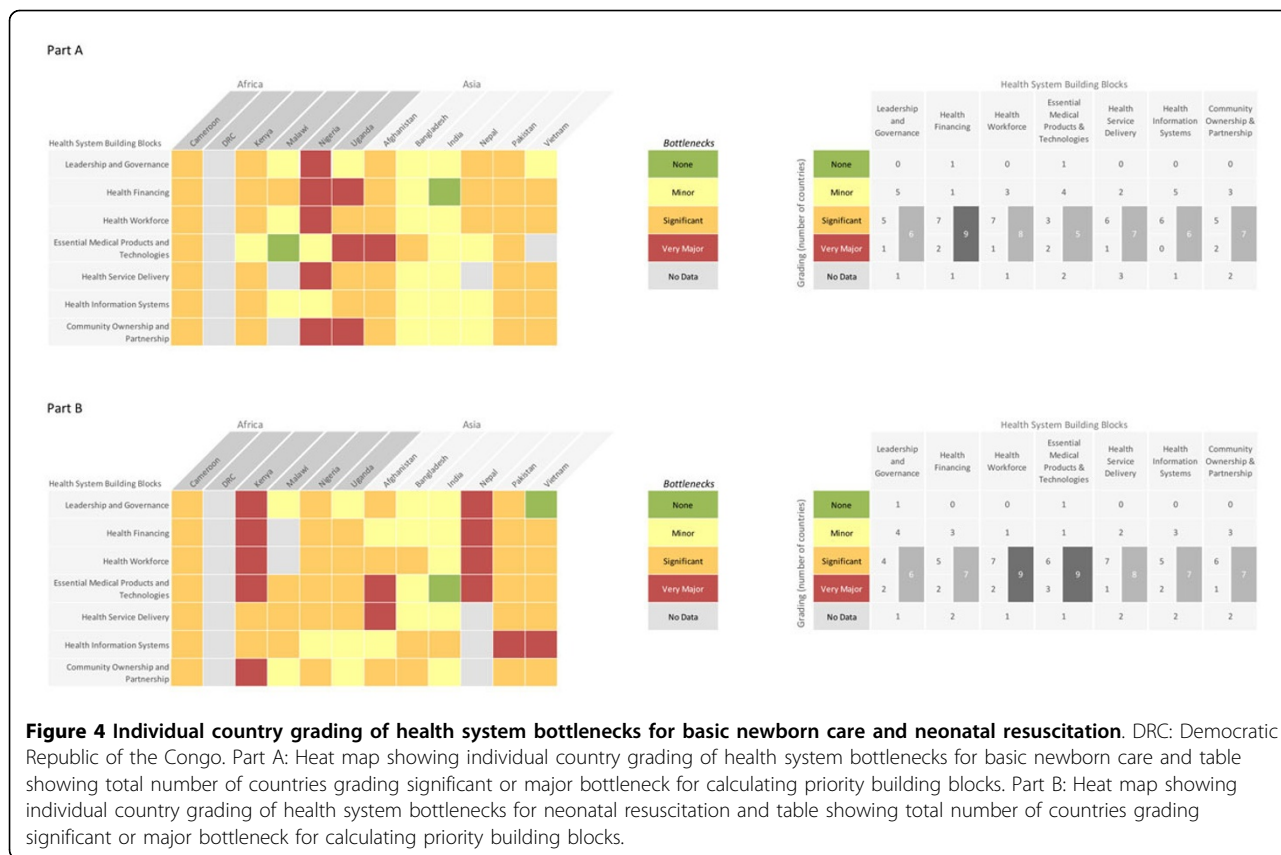 Part A
Africa
Asia
Health System Building Blocks
Cameroon
DRC
Kenya
Malawi
Nigeria
Uganda
Afghanistan
Bangladesh
India
Nepal
Pakistan
Vietnam
Leadership and Governance
Health Financing
Health Workforce
Essential Medical Products and
Technologies
Health Service Delivery
Health Information Systems
Community Ownership and
Partnership
Bottlenecks
None
Minor
Significant
Very Major
No Data
Health System Building Blocks
Leadership
and
Governance
Health
Financing
Health
Workforce
Essential
Medical
Products &
Technologies
Health
Service
Delivery
Health
Information
Systems
Community
Ownership &
Partnership
Grading (number of countries)
None 0 1 0 1 0 0 0
Minor 5 1 3 4 2 5 3
Significant 5 7 7 3 6 6 5
6 9 8 5 7 6 7
Very Major 1 2 1 2 1 0 2
No Data 1 1 1 2 3 1 2
Part B
Africa
Asia
Health System Building Blocks
Cameroon
DRC
Kenya
Malawi
Nigeria
Uganda
Afghanistan
Bangladesh
India
Nepal
Pakistan
Vietnam
Leadership and Governance
Health Financing
Health Workforce
Essential Medical Products and
Technologies
Health Service Delivery
Health Information Systems
Community Ownership and
Partnership
Bottlenecks
None
Minor
Significant
Very Major
No Data
Health System Building Blocks
Leadership
and
Governance
Health
Financing
Health
Workforce
Essential
Medical
Products &
Technologies
Health
Service
Delivery
Health
Information
Systems
Community
Ownership &
Partnership
Grading (number of countries)
None 1 0 0 1 0 0 0
Minor 4 3 1 1 2 3 3
Significant 4 5 7 6 7 5 6
6 7 9 9 8 7 7
Very Major 2 2 2 3 1 2 1
No Data 1 2 1 1 2 2 2
Figure 4 Individual country grading of health system bottlenecks for basic newborn care and neonatal resuscitation. DRC: Democratic
Republic of the Congo. Part A: Heat map showing individual country grading of health system bottlenecks for basic newborn care and table
showing total number of countries grading significant or major bottleneck for calculating priority building blocks. Part B: Heat map showing
individual country grading of health system bottlenecks for neonatal resuscitation and table showing total number of countries grading
significant or major bottleneck for calculating priority building blocks.